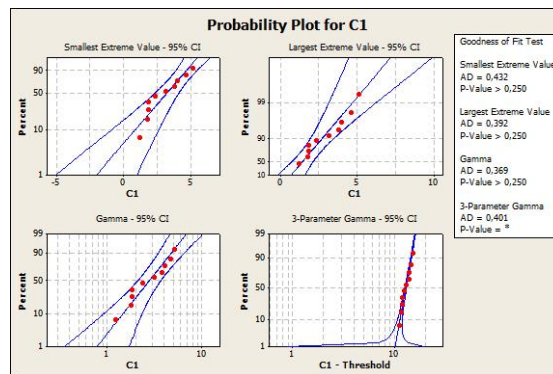 Probability Plot for C1
Smallest Extreme Value - 95% CI
Largest Extreme Value - 95% CI
Percent
90
50
10
1
-5
0
5
C1
Percent
99
90
50
10
0
5
10
C1
Gamma - 95% CI
3-Parameter Gamma - 95% CI
Percent
99
90
50
10
1
1
10
C1
Percent
99
90
50
10
1
1
10
C1 - Threshold
Goodness of Fit Test
Smallest Extreme Value
AD = 0,432
P-Value > 0,250
Largest Extreme Value
AD = 0,392
P-Value > 0,250
Gamma
AD = 0,369
P-Value > 0,250
3-Parameter Gamma
AD = 0,401
P-Value = *